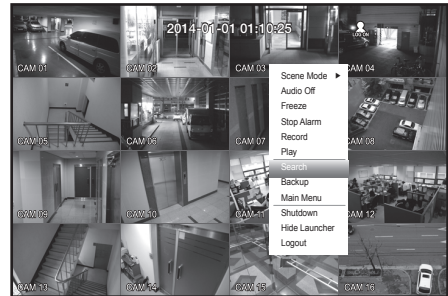 2014-01-01 01:10:25
LOG ON
CAM 01
CAM 02
CAM 03
CAM 04
Scene Mode
Audio Off
Freeze
Stop Alarm
Record
Play
Search
Backup
Main Menu
Shutdown
Hide Launcher
Logout
CAM 05
CAM 06
CAM 07
CAM 08
CAM 09
CAM 10
CAM 11
CAM 12
CAM 13
CAM 14
CAM 15
CAM 16